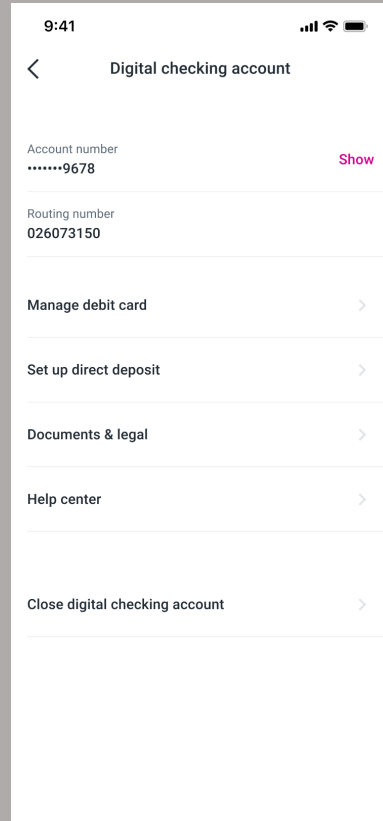 9:41
Digital checking account
Account number
•••••••9678
Show
Routing number
026073150
Manage debit card
Set up direct deposit
Documents & legal
Help center
Close digital checking account